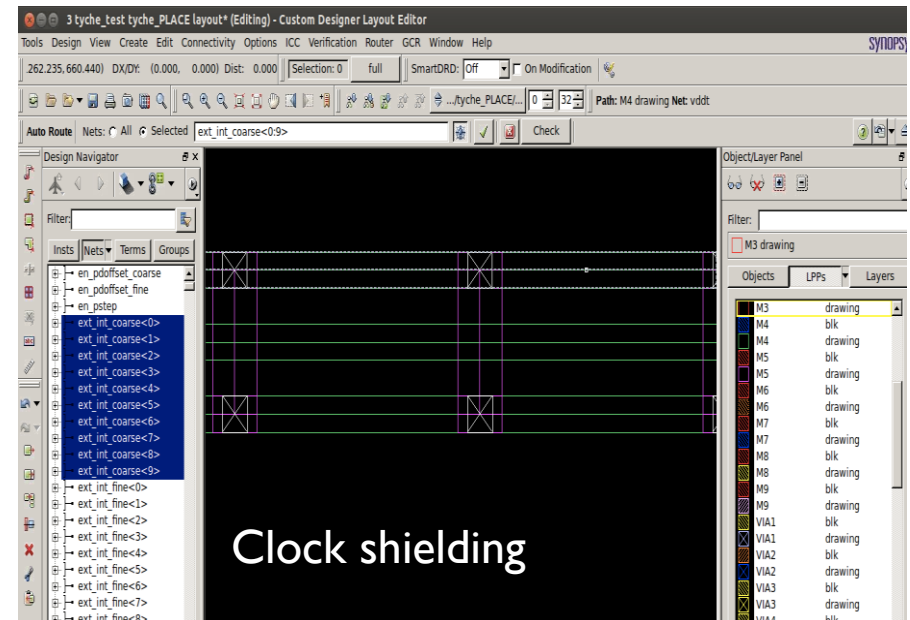 3 tyche_test tyche_PLACE layout* (Editing) - Custom Designer Layout Editor
Tools Design View Create Edit Connectivity Options ICC Verification Router GCR Window Help
SYNOPSY
262.235,660.440) DX/DY: (0.000, 0.000) Dist: 0.000 Selection: 0 full SmartDRD: Off On Modification
.../tyche_PLACE/... 0 32 Path: M4 drawing Net: vddt
Auto Route Nets: All Selected ext_int_coarse<0:9> Check
Design Navigator
Filter:
Insts Nets Terms Groups
en_pdoffset_coarse
en_pdoffset_fine
en_pstep
ext_int_coarse<0>
ext_int_coarse<1>
ext_int_coarse<2>
ext_int_coarse<3>
ext_int_coarse<4>
ext_int_coarse<5>
ext_int_coarse<6>
ext_int_coarse<7>
ext_int_coarse<8>
ext_int_coarse<9>
ext_int_fine<0>
ext_int_fine<1>
ext_int_fine<2>
ext_int_fine<3>
ext_int_fine<4>
ext_int_fine<5>
ext_int_fine<6>
ext_int_fine<7>
ext_int_fine<8>
Clock shielding
Object/Layer Panel
Filter:
M3 drawing
Objects LPPs Layers
M3 drawing
M4 blk
M4 drawing
M5 blk
M5 drawing
M6 blk
M6 drawing
M7 blk
M7 drawing
M8 blk
M8 drawing
M9 blk
M9 drawing
VIA1 blk
VIA1 drawing
VIA2 blk
VIA2 drawing
VIA3 blk
VIA3 drawing
VIA4 blk